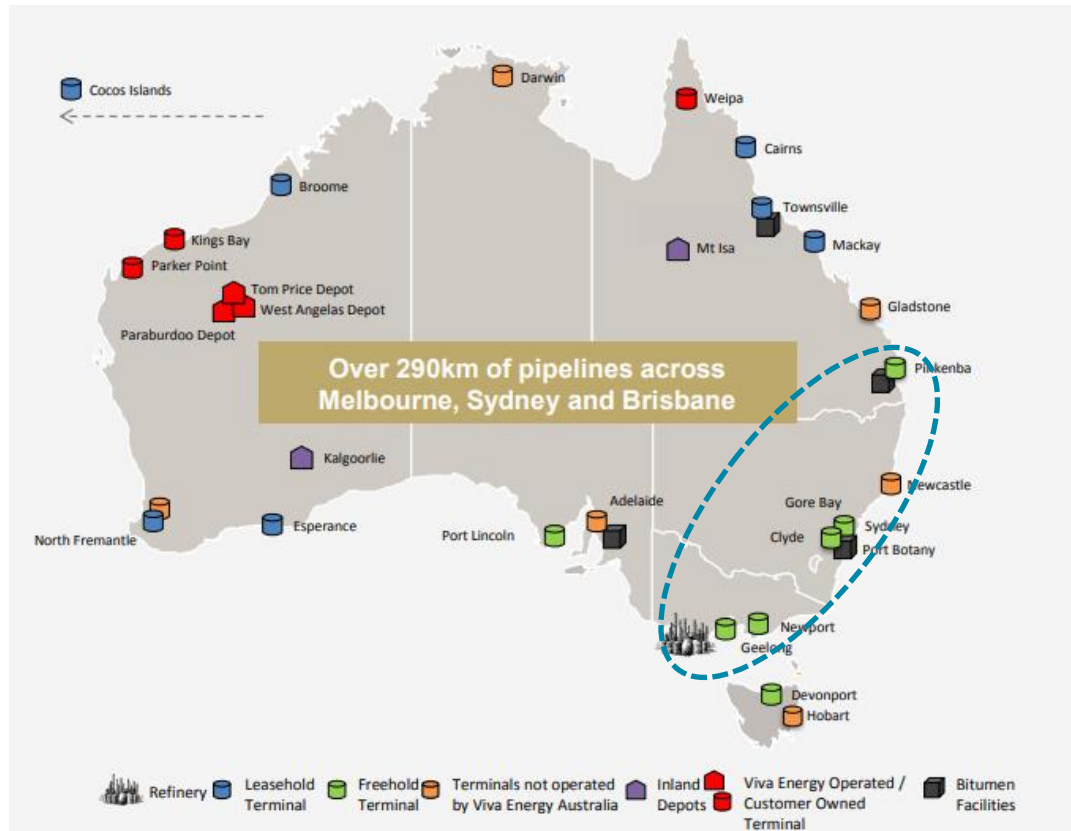 Darwin
Cocos Islands
Weipa
Cairns
Broome
Townsville
Kings Bay
Mt Isa
Mackay
Parker Point
Tom Price Depot
West Angelas Depot
Gladstone
Paraburdoo Depot
Over 290km of pipelines across
Melbourne, Sydney and Brisbane
Pinkenba
Kalgoorlie
Newcastle
Adelaide
Gore Bay
Esperance
Sydney
North Fremantle
Port Lincoln
Clyde
Port Botany
Newport
Geelong
Devonport
Hobart
Refinery
Leasehold
Terminal
Freehold
Terminal
Terminals not operated
by Viva Energy Australia
Inland
Depots
Viva Energy Operated /
Customer Owned
Terminal
Bitumen
Facilities